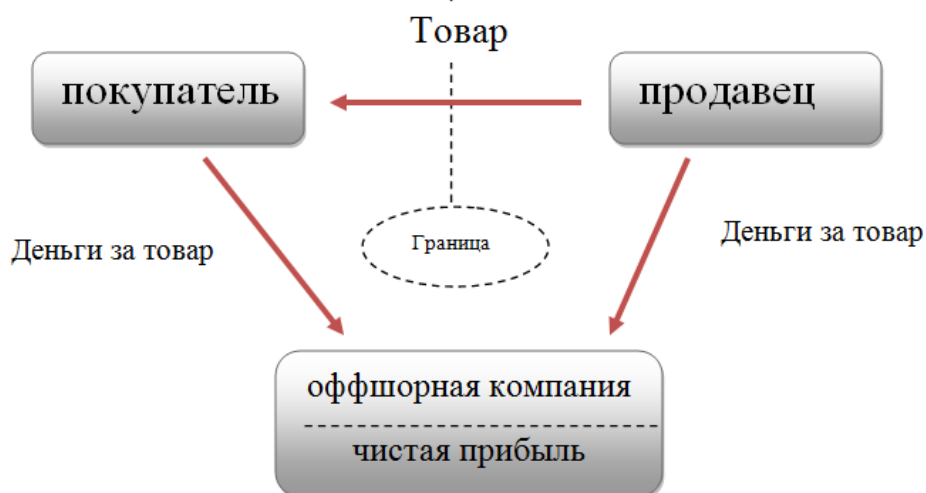 Товар
покупатель
продавец
Деньги за товар
Граница
Деньги за товар
оффшорная компания
чистая прибыль